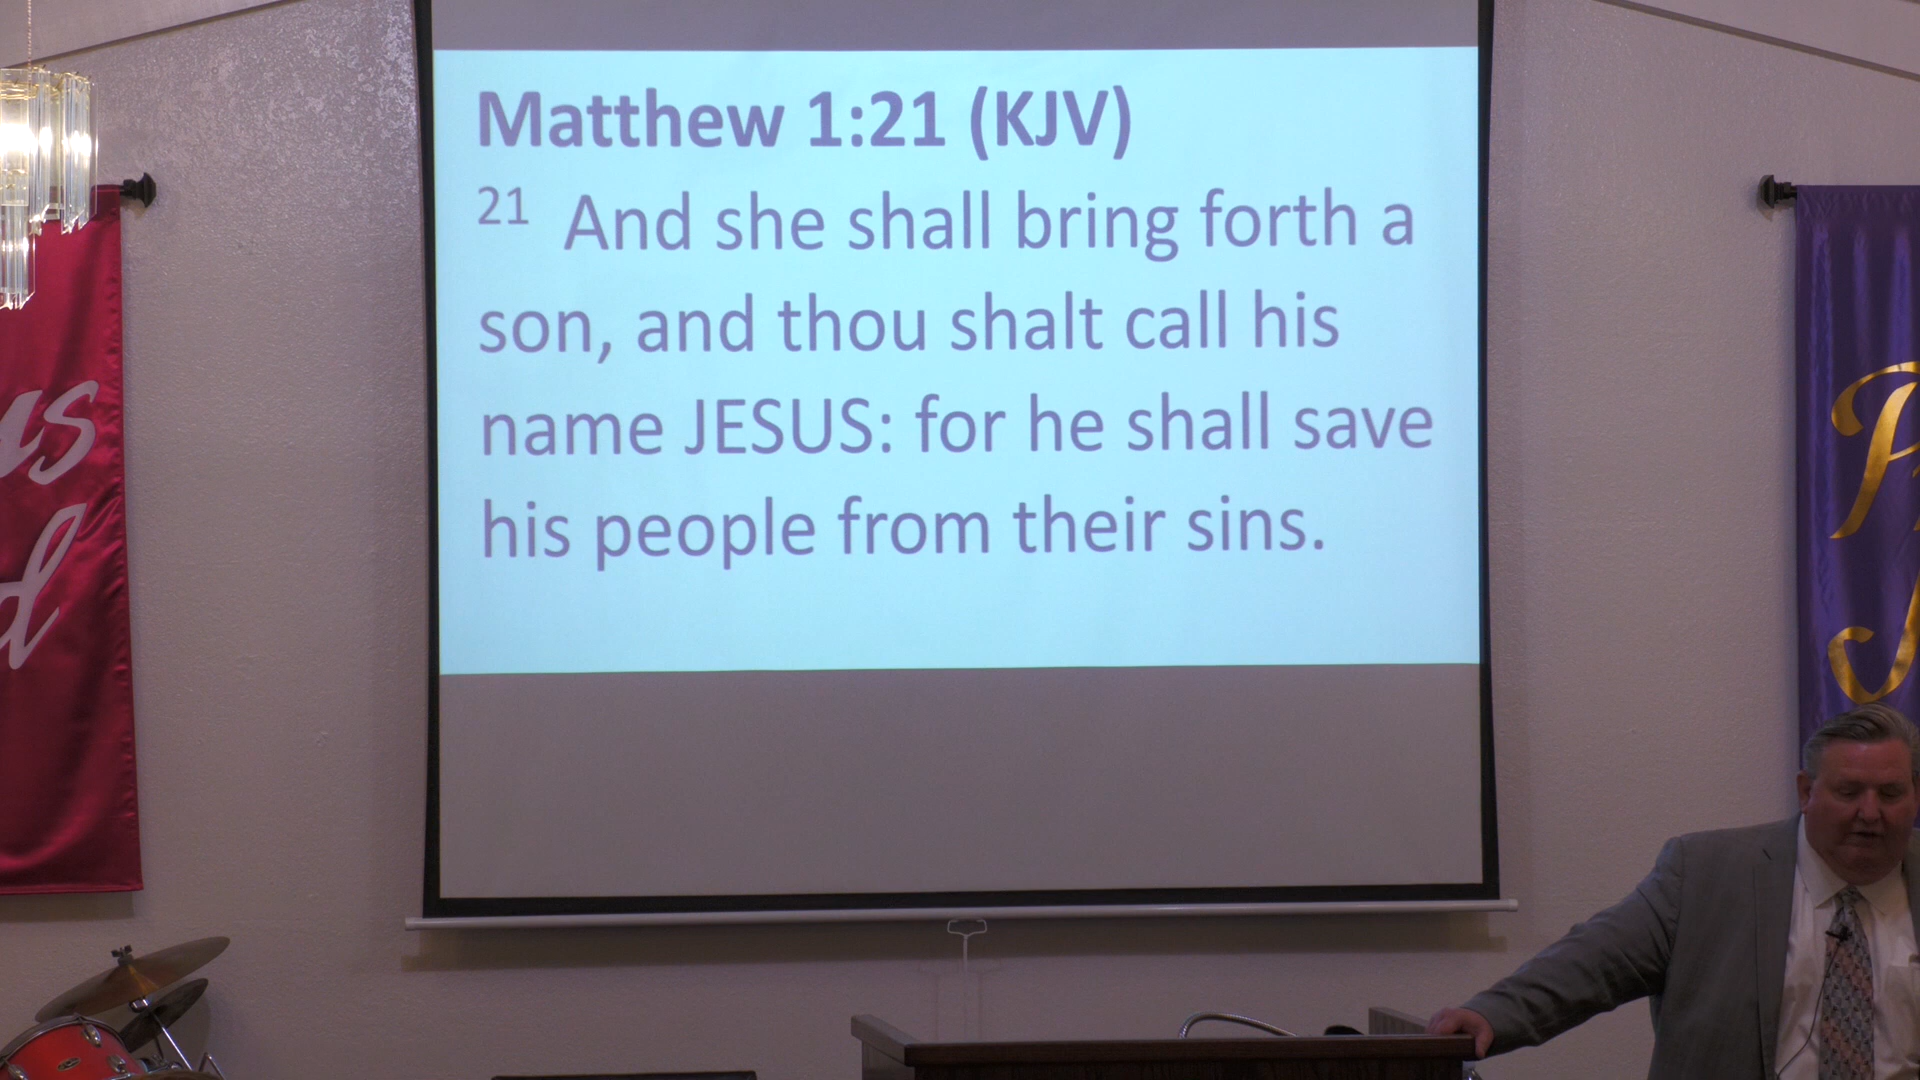 Matthew 1:21 (KJV)
21 And she shall bring forth a
son, and thou shalt call his
name JESUS: for he shall save
his people from their sins.